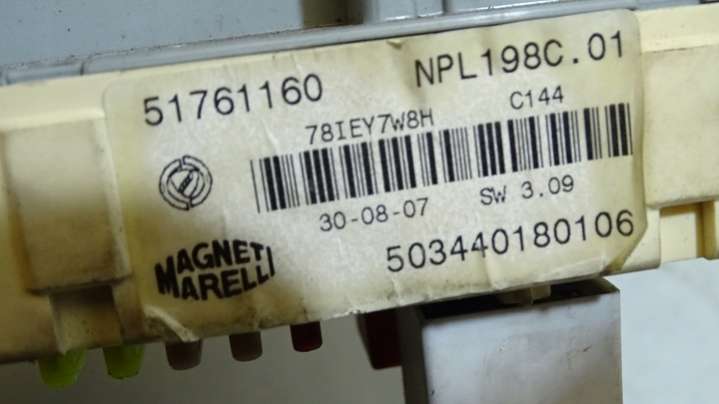 51761160 NPL198C.01
78IEY7W8H C144
30-08-07 SW 3.09
MAGNETI MARELLI
503440180106